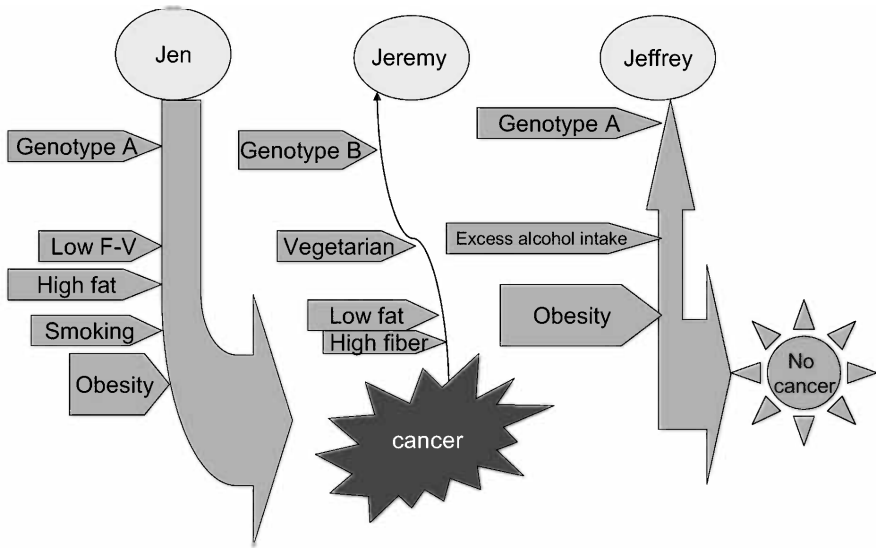 Jen
Jeremy
Jeffrey
Genotype A
Genotype B
Genotype A
Low F-V
Vegetarian
Excess alcohol intake
High fat
Low fat
Obesity
Smoking
High fiber
Obesity
No
cancer
cancer